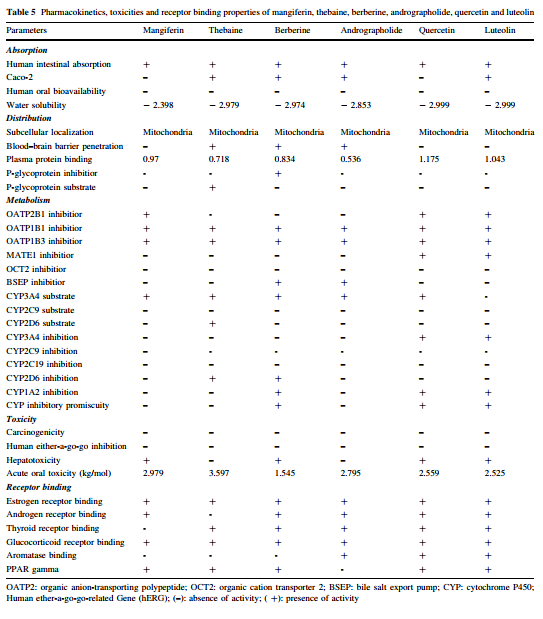 Table 5 Pharmacokinetics, toxicities and receptor binding properties of mangiferin, thebaine, berberine, andrographolide, quercetin and luteolin
Parameters Mangiferin Thebaine Berberine Andrographolide Quercetin Luteolin
Absorption
Human intestinal absorption + + + + + +
Caco-2 – + + + – +
Human oral bioavailability – – – – – –
Water solubility − 2.398 − 2.979 − 2.974 − 2.853 − 2.999 − 2.999
Distribution
Subcellular localization Mitochondria Mitochondria Mitochondria Mitochondria Mitochondria Mitochondria
Blood–brain barrier penetration – + + + – –
Plasma protein binding 0.97 0.718 0.834 0.536 1.175 1.043
P-glycoprotein inhibitior - - + - - -
P-glycoprotein substrate – + – – – –
Metabolism
OATP2B1 inhibitior + - – – + +
OATP1B1 inhibitior + + + + + +
OATP1B3 inhibitior + + + + + +
MATE1 inhibitior – – – – + +
OCT2 inhibitior – – – – – –
BSEP inhibitior – – + + – –
CYP3A4 substrate + + + + + -
CYP2C9 substrate – – – – – –
CYP2D6 substrate – + – – – –
CYP3A4 inhibition – – – – + +
CYP2C9 inhibition – - - - - -
CYP2C19 inhibition – – – – – –
CYP2D6 inhibition – + + – – –
CYP1A2 inhibition – – + – + +
CYP inhibitory promiscuity – – + – + +
Toxicity
Carcinogenicity – – – – – –
Human either-a-go-go inhibition – – – – – –
Hepatotoxicity + – + – + +
Acute oral toxicity (kg/mol) 2.979 3.597 1.545 2.795 2.559 2.525
Receptor binding
Estrogen receptor binding + + + + + +
Androgen receptor binding + - + + + +
Thyroid receptor binding - + + + + +
Glucocorticoid receptor binding + + + + + +
Aromatase binding - - - + + +
PPAR gamma + + + - + +
OATP2: organic anion-transporting polypeptide; OCT2: organic cation transporter 2; BSEP: bile salt export pump; CYP: cytochrome P450;
Human ether-a-go-go-related Gene (hERG); (–): absence of activity; ( +): presence of activity